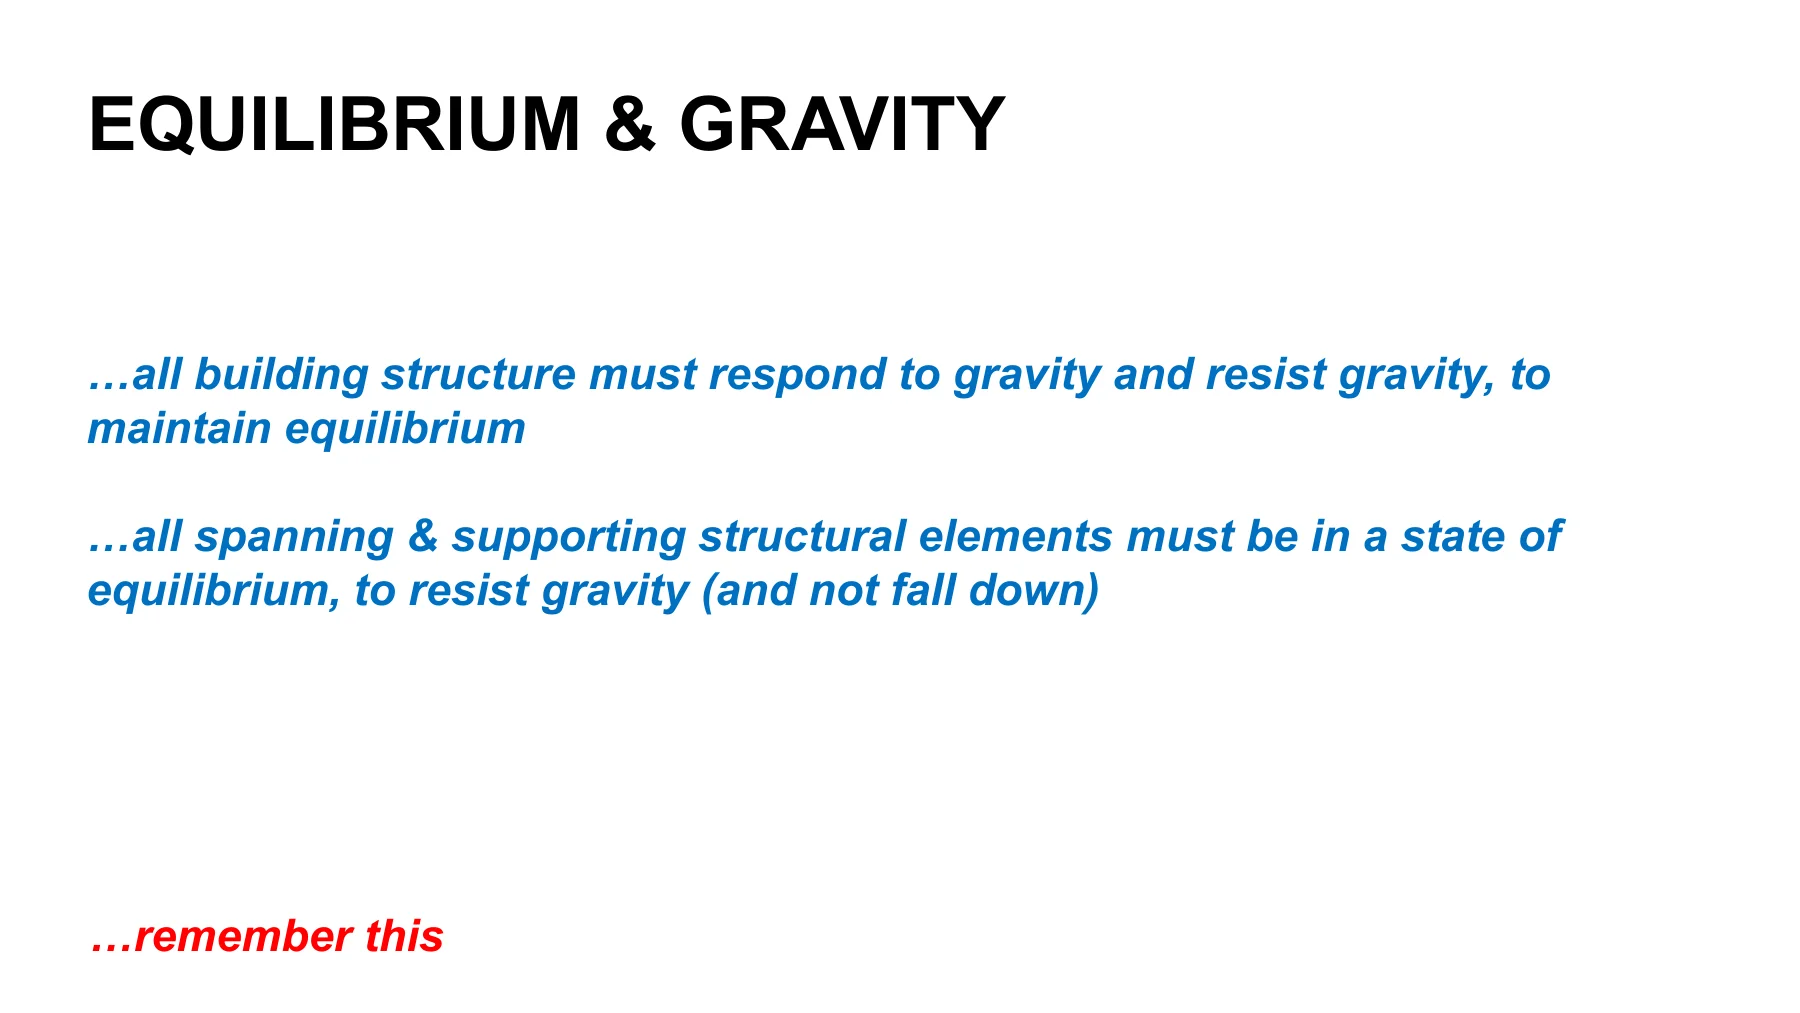 EQUILIBRIUM & GRAVITY
…all building structure must respond to gravity and resist gravity, to
maintain equilibrium
…all spanning & supporting structural elements must be in a state of
equilibrium, to resist gravity (and not fall down)
…remember this